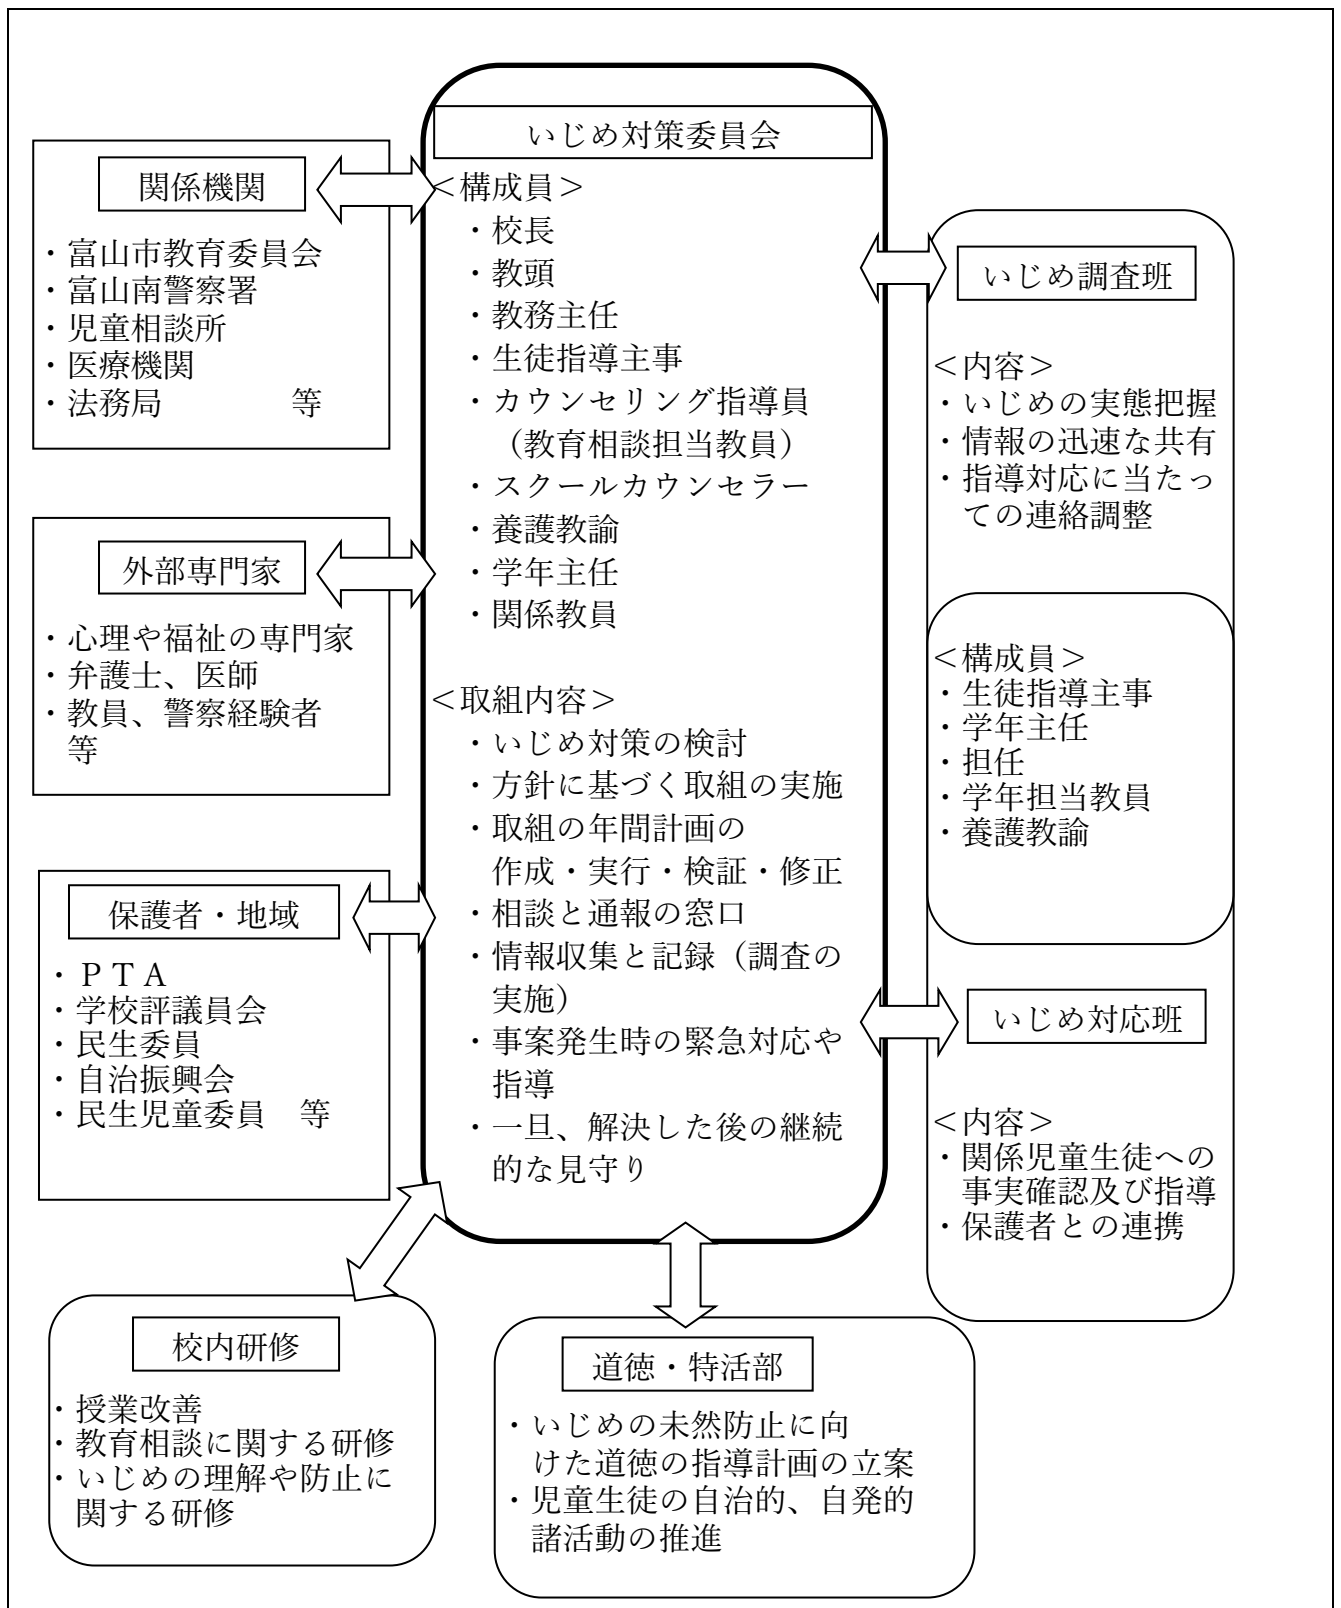 いじめ対策委員会
＜構成員＞
・校長
・教頭
・教務主任
・生徒指導主事
・カウンセリング指導員
（教育相談担当教員）
・スクールカウンセラー
・養護教諭
・学年主任
・関係教員
＜取組内容＞
・いじめ対策の検討
・方針に基づく取組の実施
・取組の年間計画の
作成・実行・検証・修正
・相談と通報の窓口
・情報収集と記録（調査の
実施）
・事案発生時の緊急対応や
指導
・一旦、解決した後の継続
的な見守り
関係機関
・富山市教育委員会
・富山南警察署
・児童相談所
・医療機関
・法務局　　　　等
外部専門家
・心理や福祉の専門家
・弁護士、医師
・教員、警察経験者
等
保護者・地域
・ＰＴＡ
・学校評議員会
・民生委員
・自治振興会
・民生児童委員　等
いじめ調査班
＜内容＞
・いじめの実態把握
・情報の迅速な共有
・指導対応に当たっ
ての連絡調整
＜構成員＞
・生徒指導主事
・学年主任
・担任
・学年担当教員
・養護教諭
いじめ対応班
＜内容＞
・関係児童生徒への
事実確認及び指導
・保護者との連携
校内研修
・授業改善
・教育相談に関する研修
・いじめの理解や防止に
関する研修
道徳・特活部
・いじめの未然防止に向
けた道徳の指導計画の立案
・児童生徒の自治的、自発的
諸活動の推進